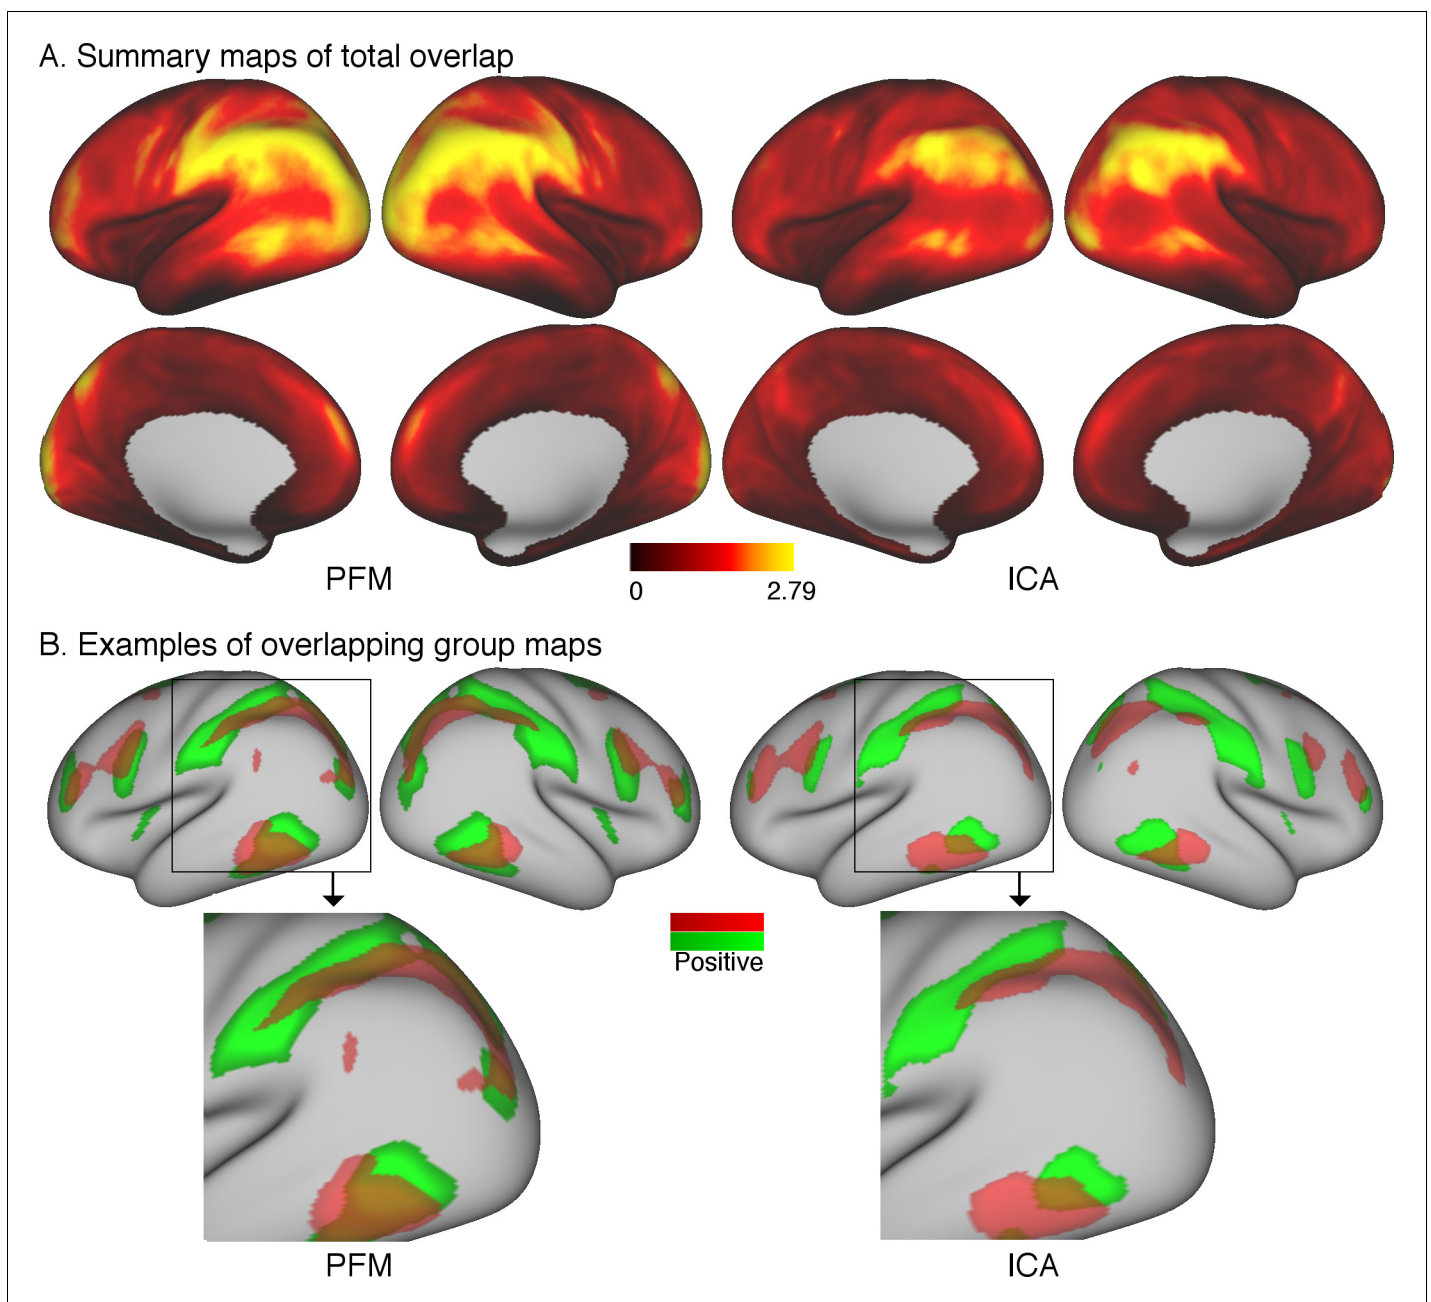 A. Summary maps of total overlap
PFM
ICA
0
2.79
B. Examples of overlapping group maps
Positive
PFM
ICA